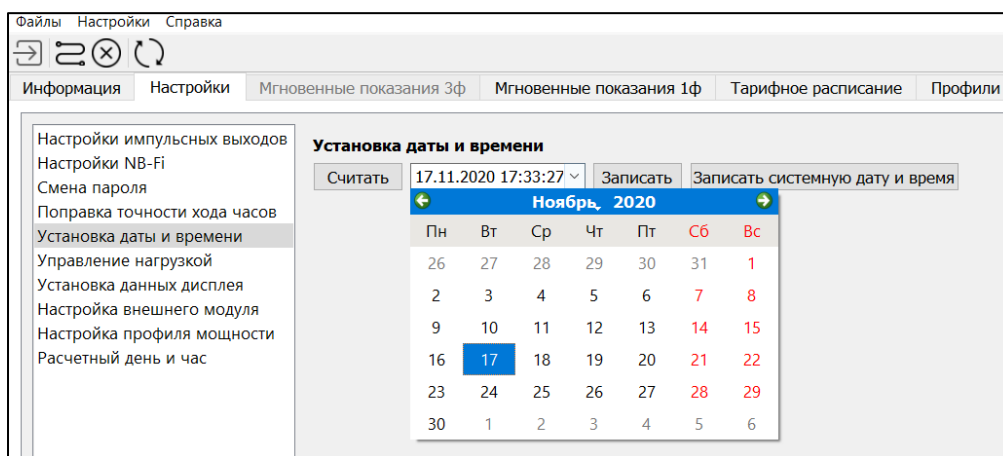 Файлы Настройки Справка
Информация Настройки Мгновенные показания 3ф Мгновенные показания 1ф Тарифное расписание Профили
Настройки импульсных выходов
Настройки NB-Fi
Смена пароля
Поправка точности хода часов
Установка даты и времени
Управление нагрузкой
Установка данных дисплея
Настройка внешнего модуля
Настройка профиля мощности
Расчетный день и час
Установка даты и времени
Считать 17.11.2020 17:33:27 Записать Записать системную дату и время
Ноябрь, 2020
Пн Вт Ср Чт Пт Сб Вс
26 27 28 29 30 31 1
2 3 4 5 6 7 8
9 10 11 12 13 14 15
16 17 18 19 20 21 22
23 24 25 26 27 28 29
30 1 2 3 4 5 6